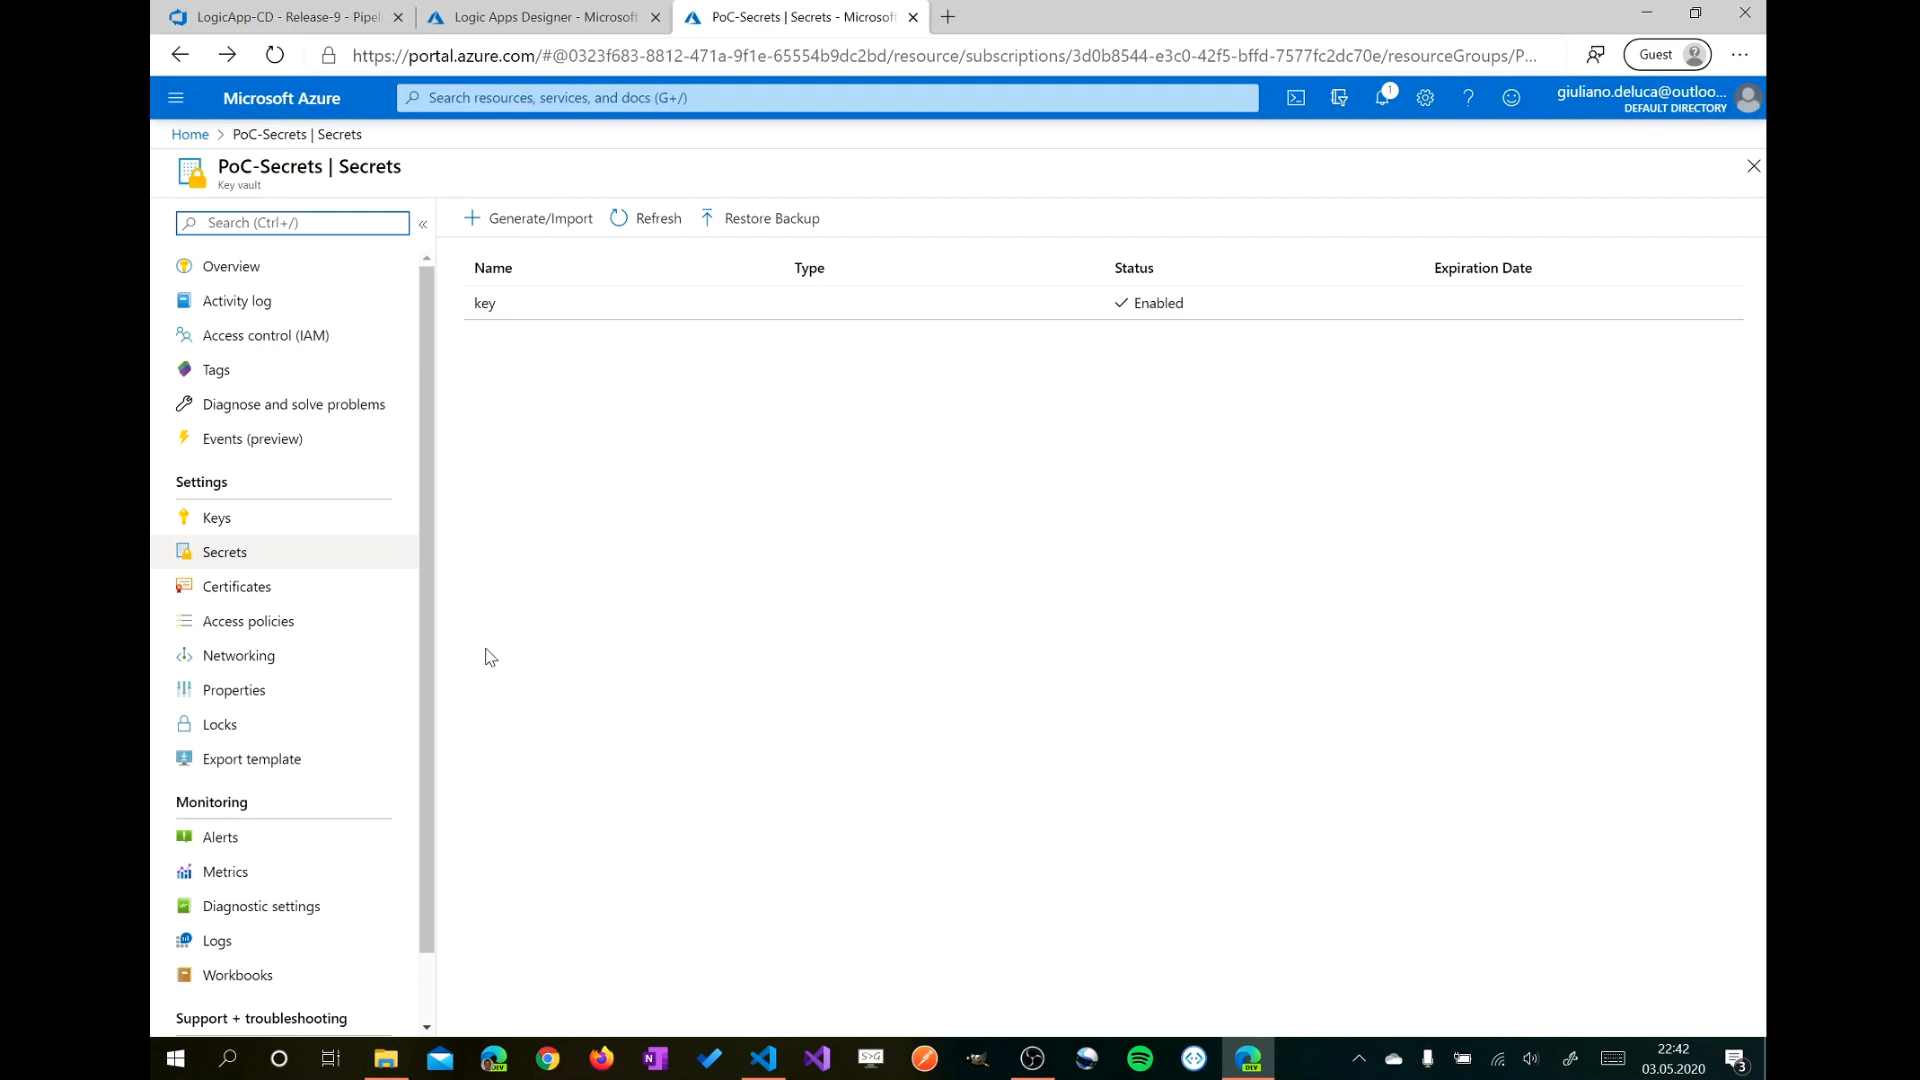 LogicApp-CD - Release-9 - Pipel
Logic Apps Designer - Microsoft
PoC-Secrets | Secrets - Microsof
https://portal.azure.com/#@0323f683-8812-471a-9f1e-65554b9dc2bd/resource/subscriptions/3d0b8544-e3c0-42f5-bffd-7577fc2dc70e/resourceGroups/P...
Guest
Microsoft Azure
Search resources, services, and docs (G+/)
1
giuliano.deluca@outloo...
DEFAULT DIRECTORY
Home > PoC-Secrets | Secrets
PoC-Secrets | Secrets
Key vault
Search (Ctrl+/)
«
Generate/Import
Refresh
Restore Backup
Overview
Activity log
Access control (IAM)
Tags
Diagnose and solve problems
Events (preview)
Settings
Keys
Secrets
Certificates
Access policies
Networking
Properties
Locks
Export template
Monitoring
Alerts
Metrics
Diagnostic settings
Logs
Workbooks
Support + troubleshooting
Name Type Status Expiration Date
key Enabled
DEV
N
S>G
DEV
22:42
03.05.2020
3